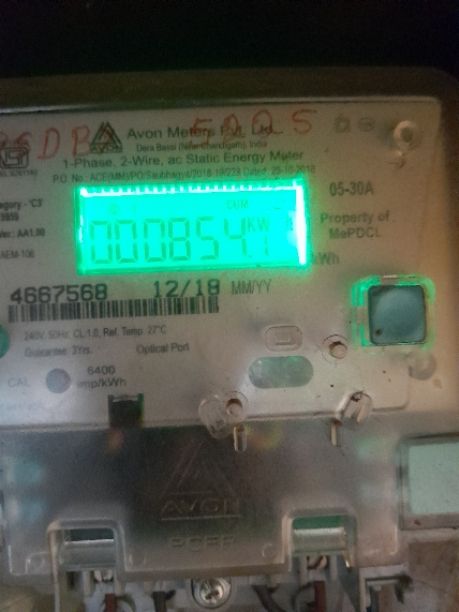 Avon Meters Pvt. Ltd.
Dera Bassi (New Chandigarh), India
1-Phase, 2-Wire, ac Static Energy Meter
05-30A
CUM
000854.1 KW
Property of
MePDCL
kWh
4667568 12/18 MM/YY
240V, 50Hz, CL:1.0, Ref. Temp. 27°C
Guarantee: 3Yrs. Optical Port
CAL 6400
imp/kWh
AVON